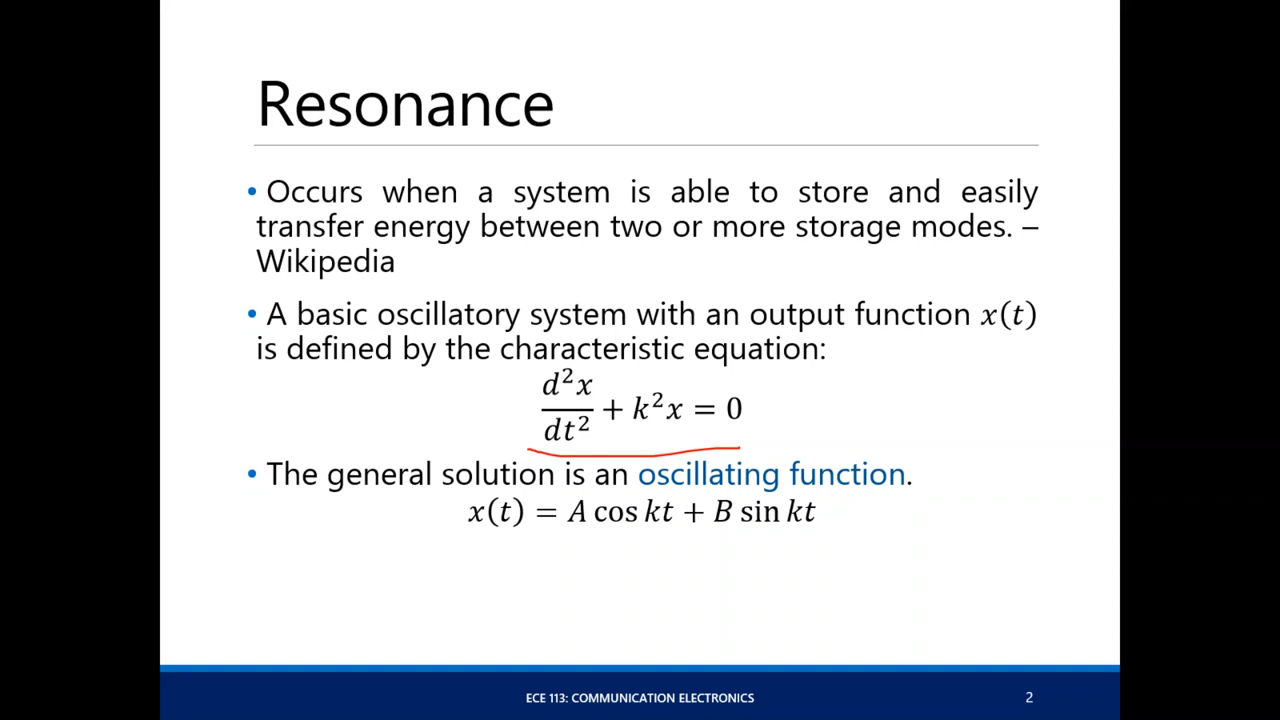 Resonance
• Occurs when a system is able to store and easily
transfer energy between two or more storage modes. –
Wikipedia
• A basic oscillatory system with an output function x(t)
is defined by the characteristic equation:
d²x/dt² + k²x = 0
• The general solution is an oscillating function.
x(t) = A cos kt + B sin kt
ECE 113: COMMUNICATION ELECTRONICS
2